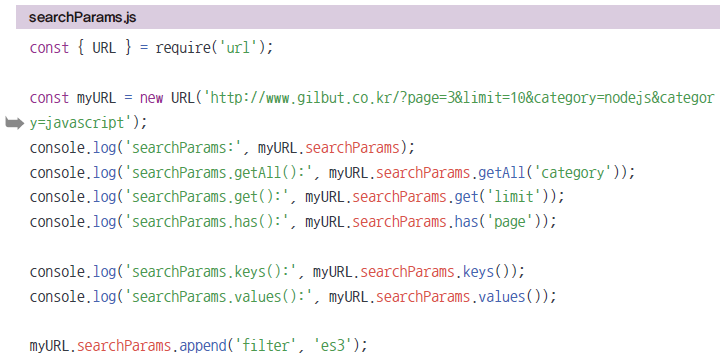 searchParams.js
const { URL } = require('url');
const myURL = new URL('http://www.gilbut.co.kr/?page=3&limit=10&category=nodejs&categor
y=javascript');
console.log('searchParams:', myURL.searchParams);
console.log('searchParams.getAll():', myURL.searchParams.getAll('category'));
console.log('searchParams.get():', myURL.searchParams.get('limit'));
console.log('searchParams.has():', myURL.searchParams.has('page'));
console.log('searchParams.keys():', myURL.searchParams.keys());
console.log('searchParams.values():', myURL.searchParams.values());
myURL.searchParams.append('filter', 'es3');